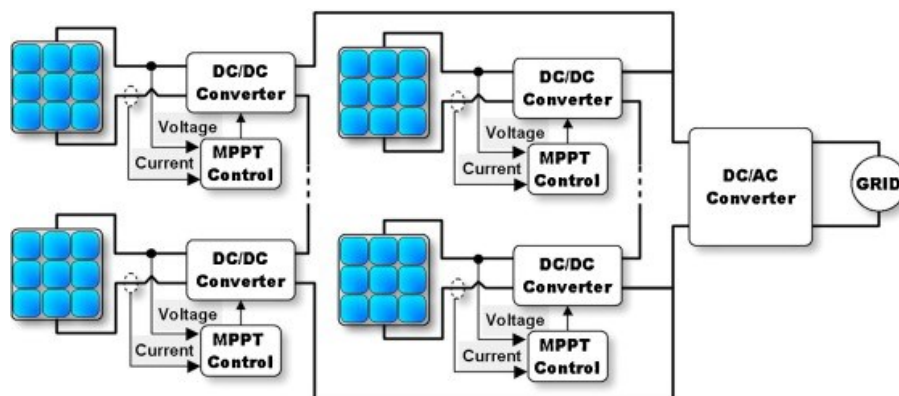 DC/DC
Converter
Voltage
Current
MPPT
Control
DC/DC
Converter
Voltage
Current
MPPT
Control
DC/AC
Converter
GRID
DC/DC
Converter
Voltage
Current
MPPT
Control
DC/DC
Converter
Voltage
Current
MPPT
Control